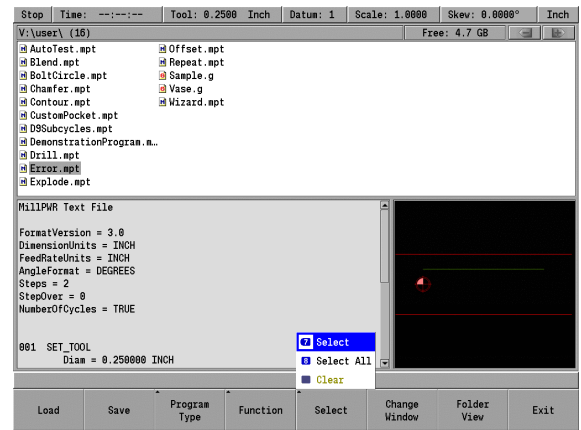 Stop Time: --:--:-- Tool: 0.2500 Inch Datum: 1 Scale: 1.0000 Skew: 0.0000° Inch
V:\user\ (16) Free: 4.7 GB
AutoTest.mpt
Blend.mpt
BoltCircle.mpt
Chamfer.mpt
Contour.mpt
CustomPocket.mpt
D9Subcycles.mpt
DemonstrationProgram.m…
Drill.mpt
Error.mpt
Explode.mpt
Offset.mpt
Repeat.mpt
Sample.g
Vase.g
Wizard.mpt
MillPWR Text File
FormatVersion = 3.0
DimensionUnits = INCH
FeedRateUnits = INCH
AngleFormat = DEGREES
Steps = 2
StepOver = 0
NumberOfCycles = TRUE
001 SET_TOOL
Diam = 0.250000 INCH
7 Select
8 Select All
Clear
Load
Save
Program
Type
Function
Select
Change
Window
Folder
View
Exit